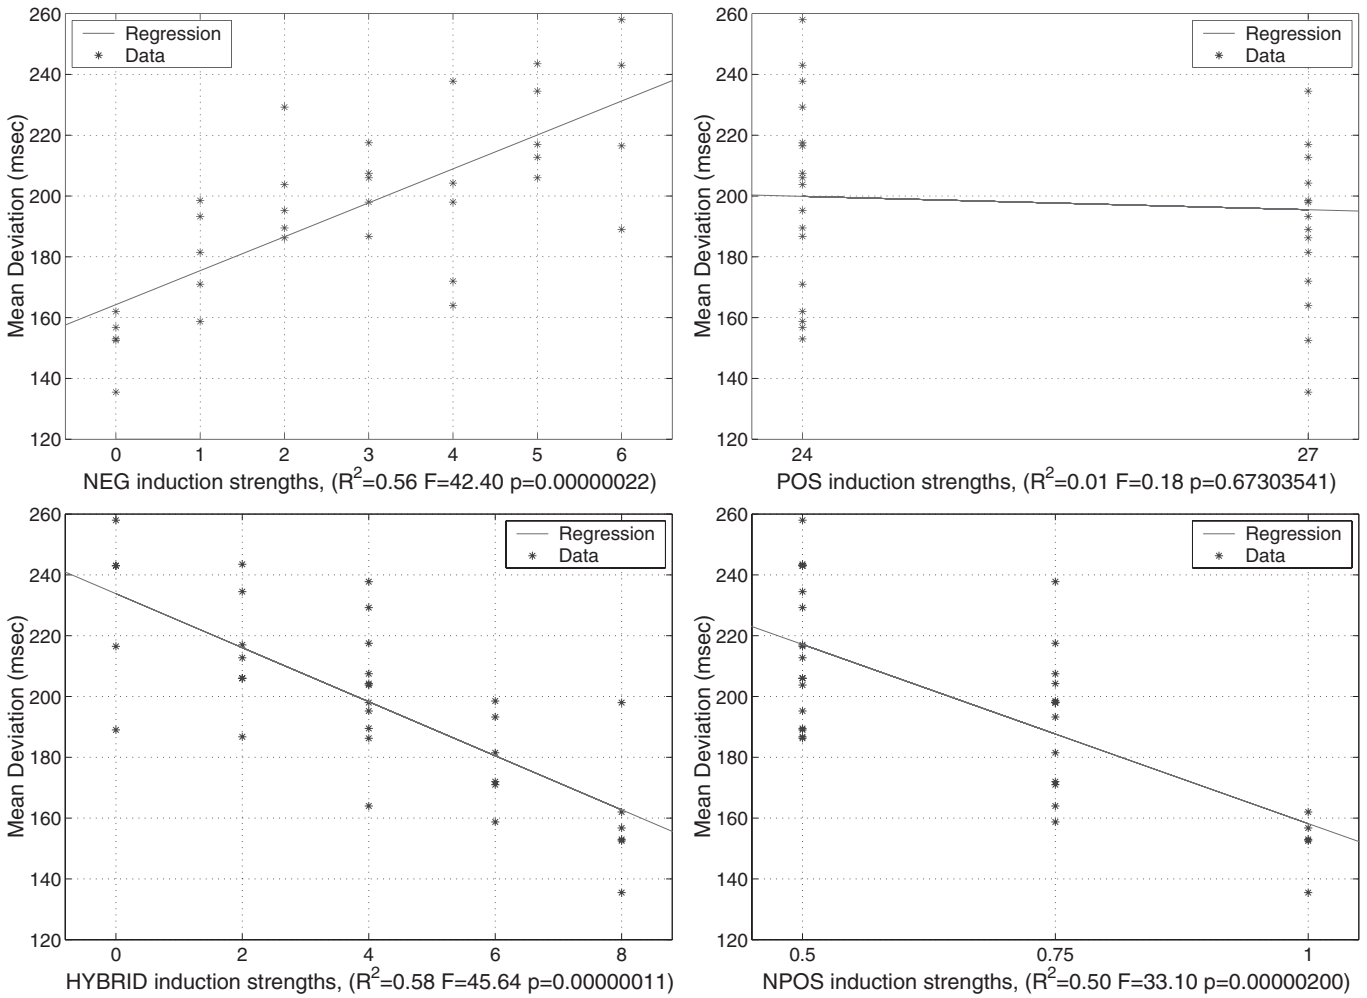 260
240
220
200
180
160
140
120
Mean Deviation (msec)
Regression
Data
0 1 2 3 4 5 6
NEG induction strengths, (R²=0.56 F=42.40 p=0.00000022)
260
240
220
200
180
160
140
120
Mean Deviation (msec)
Regression
Data
24 27
POS induction strengths, (R²=0.01 F=0.18 p=0.67303541)
260
240
220
200
180
160
140
120
Mean Deviation (msec)
Regression
Data
0 2 4 6 8
HYBRID induction strengths, (R²=0.58 F=45.64 p=0.00000011)
260
240
220
200
180
160
140
120
Mean Deviation (msec)
Regression
Data
0.5 0.75 1
NPOS induction strengths, (R²=0.50 F=33.10 p=0.00000200)